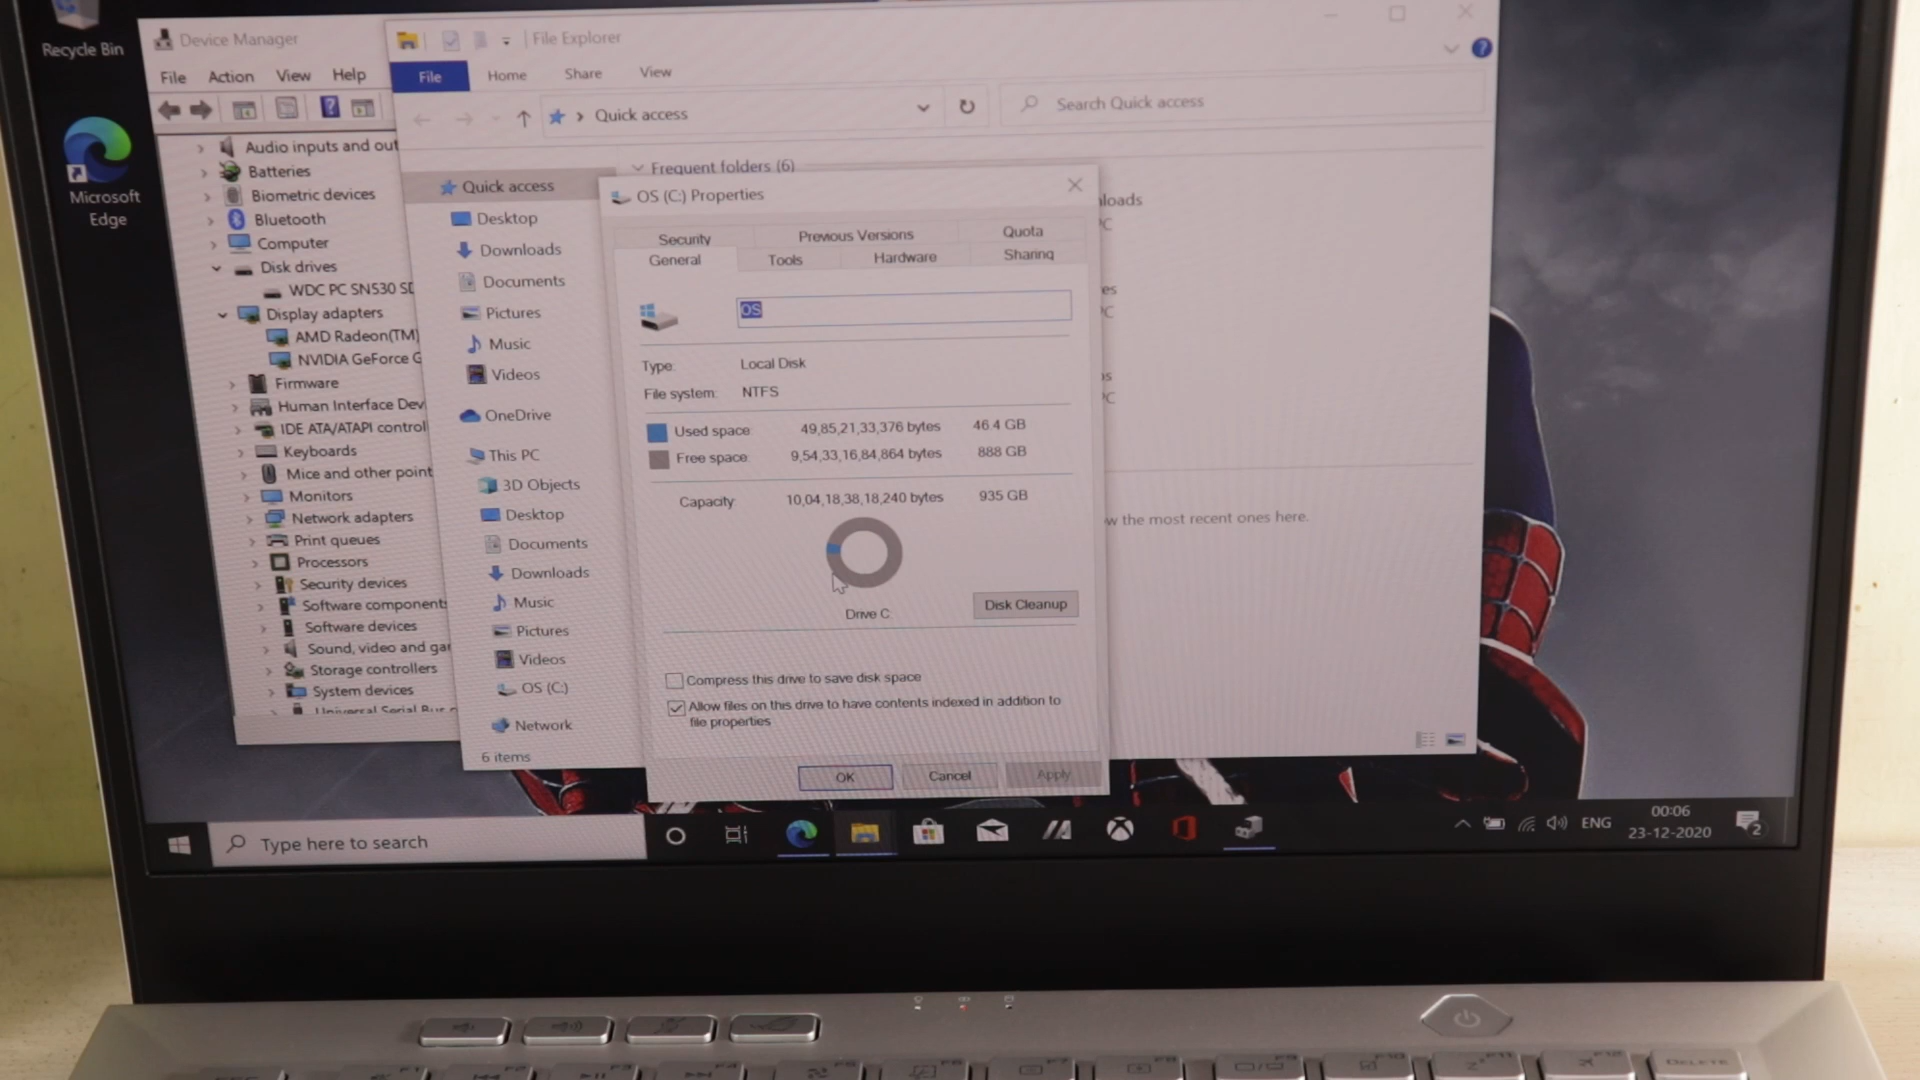 Recycle Bin
Microsoft
Edge
Device Manager
File Action View Help
Audio inputs and out
Batteries
Biometric devices
Bluetooth
Computer
Disk drives
WDC PC SN530
Display adapters
AMD Radeon(TM)
NVIDIA GeForce G
Firmware
Human Interface Dev
IDE ATA/ATAPI control
Keyboards
Mice and other point
Monitors
Network adapters
Print queues
Processors
Security devices
Software component
Software devices
Sound, video and ga
Storage controllers
System devices
Universal Serial Bus c
File Explorer
File Home Share View
Quick access
Search Quick access
Frequent folders (6)
Quick access
Desktop
Downloads
Documents
Pictures
Music
Videos
OneDrive
This PC
3D Objects
Desktop
Documents
Downloads
Music
Pictures
Videos
OS (C:)
Network
6 items
w the most recent ones here.
OS (C:) Properties
Security Previous Versions Quota
General Tools Hardware Sharing
OS
Type: Local Disk
File system: NTFS
Used space: 49,85,21,33,376 bytes 46.4 GB
Free space: 9,54,33,16,84,864 bytes 888 GB
Capacity: 10,04,18,38,18,240 bytes 935 GB
Drive C:
Disk Cleanup
Compress this drive to save disk space
Allow files on this drive to have contents indexed in addition to
file properties
OK Cancel Apply
Type here to search
ENG
00:06
23-12-2020
2